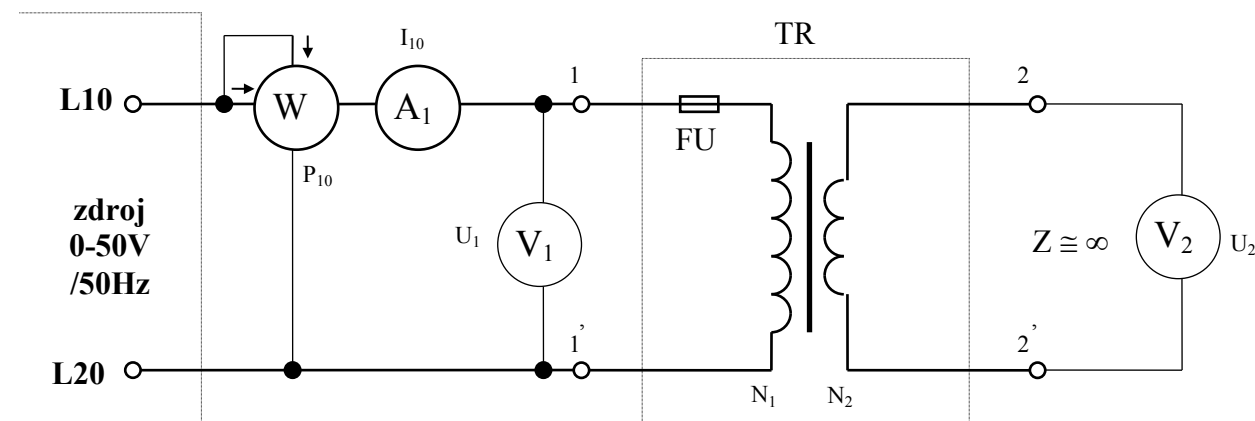 I10
TR
1
2
L10
W
A1
FU
P10
zdroj
0-50V
/50Hz
U1
V1
Z ≅ ∞
V2
U2
1’
2’
L20
N1
N2